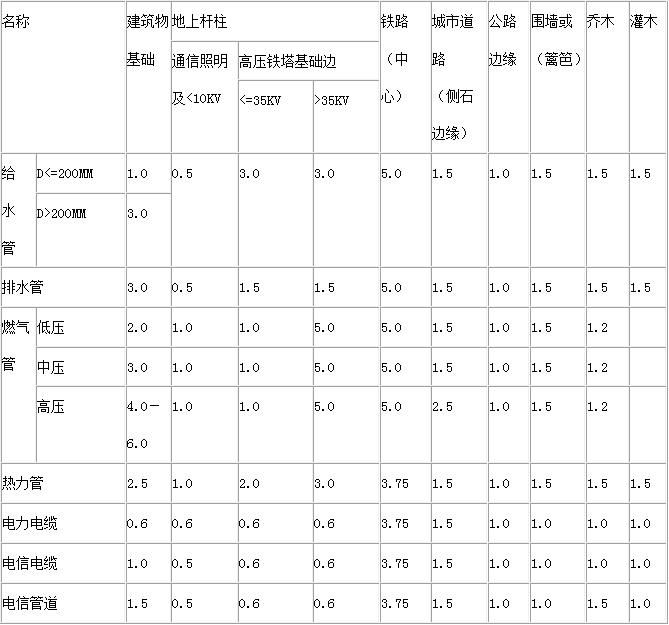 名称 建筑物 地上杆柱 铁路 城市道 公路 围墙或 乔木 灌木
基础 通信照明 高压铁塔基础边 （中 路 边缘 （篱笆）
及<10KV <=35KV >35KV 心） （侧石
边缘）
给 D<=200MM 1.0 0.5 3.0 3.0 5.0 1.5 1.0 1.5 1.5 1.5
水 D>200MM 3.0
管
排水管 3.0 0.5 1.5 1.5 5.0 1.5 1.0 1.5 1.5 1.5
燃气 低压 2.0 1.0 1.0 5.0 5.0 1.5 1.0 1.5 1.2
管 中压 3.0 1.0 1.0 5.0 5.0 1.5 1.0 1.5 1.2
高压 4.0— 1.0 1.0 5.0 5.0 2.5 1.0 1.5 1.2
6.0
热力管 2.5 1.0 2.0 3.0 3.75 1.5 1.0 1.5 1.5 1.5
电力电缆 0.6 0.6 0.6 0.6 3.75 1.5 1.0 1.0 1.0 1.0
电信电缆 1.0 0.5 0.6 0.6 3.75 1.5 1.0 1.0 1.0 1.0
电信管道 1.5 0.5 0.6 0.6 3.75 1.5 1.0 1.0 1.5 1.0